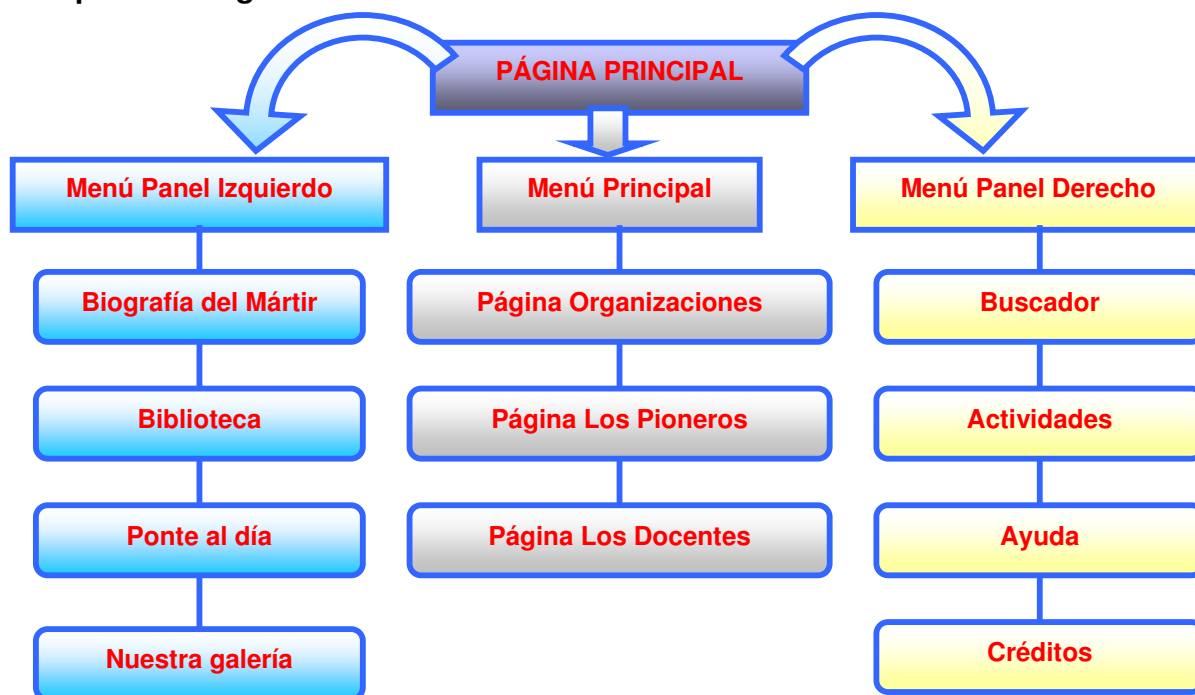 PÁGINA PRINCIPAL
Menú Panel Izquierdo
Menú Principal
Menú Panel Derecho
Biografía del Mártir
Página Organizaciones
Buscador
Biblioteca
Página Los Pioneros
Actividades
Ponte al día
Página Los Docentes
Ayuda
Nuestra galería
Créditos